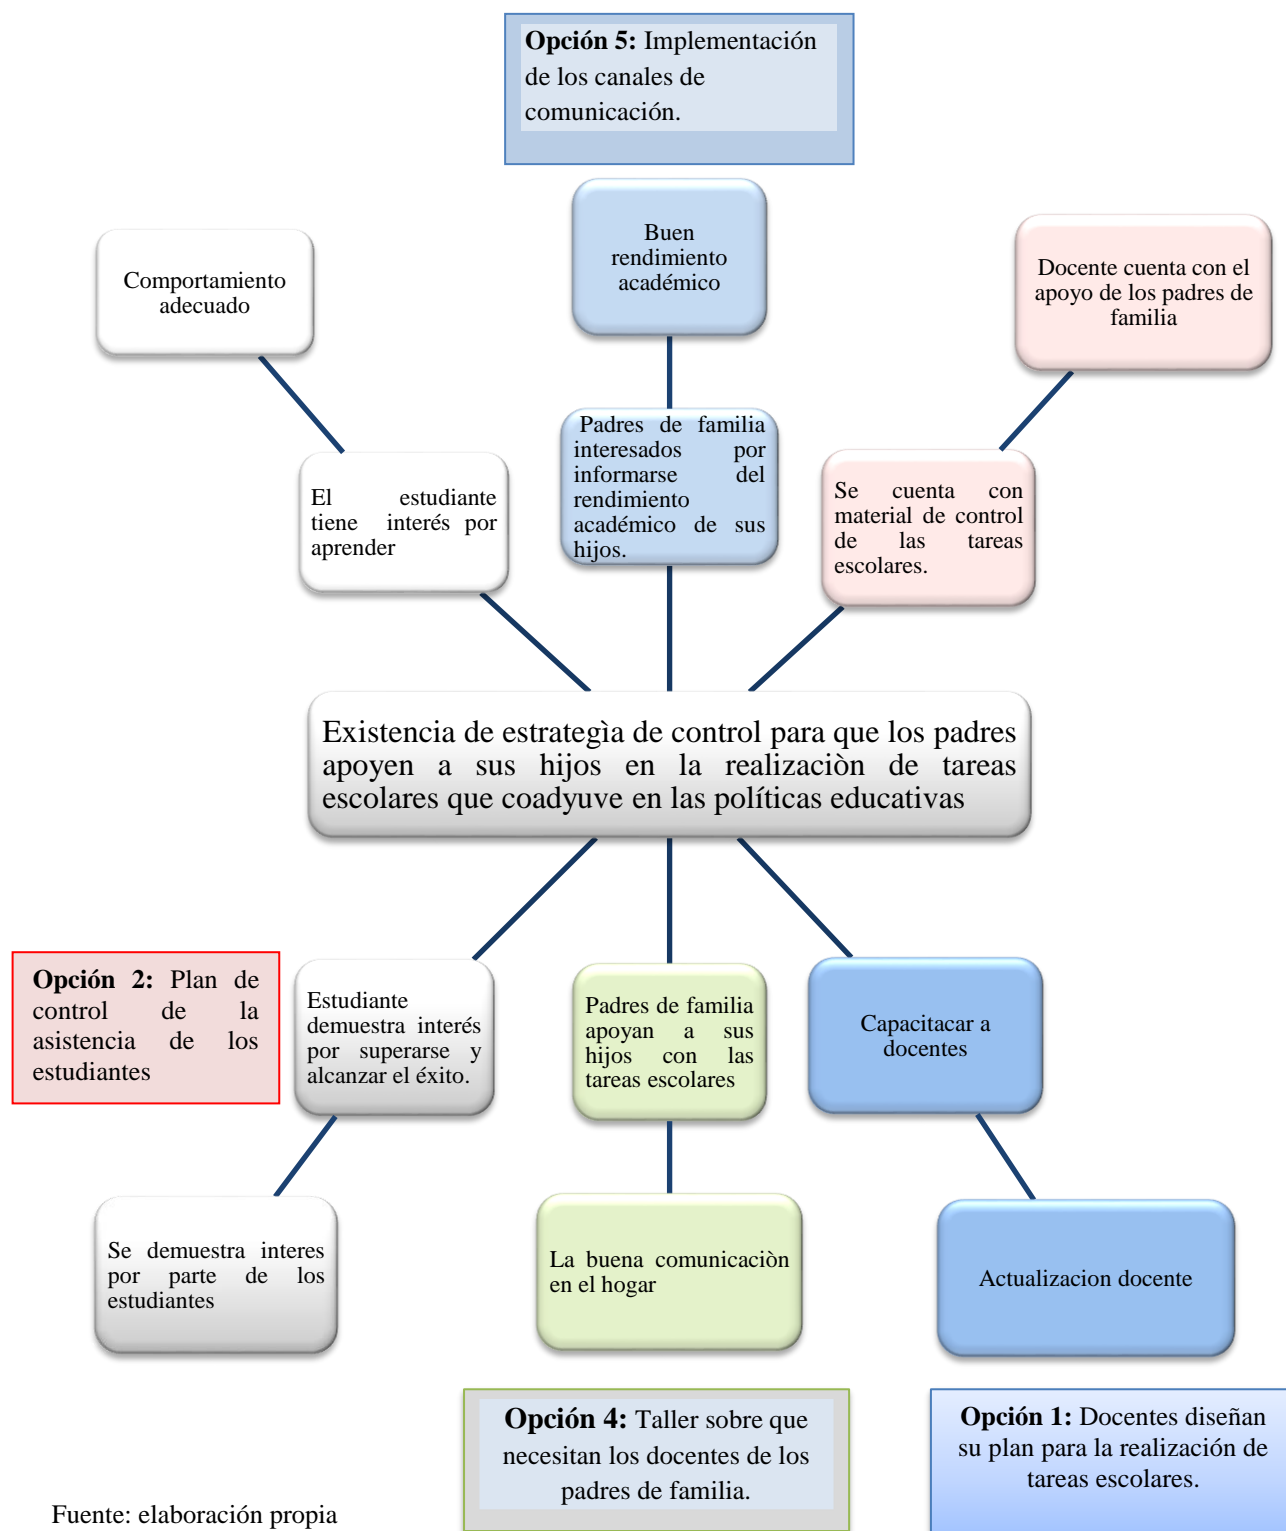 Opción 5: Implementación
de los canales de
comunicación.
Buen
rendimiento
académico
Comportamiento
adecuado
Docente cuenta con el
apoyo de los padres de
familia
Padres de familia
interesados por
informarse del
rendimiento
académico de sus
hijos.
El estudiante
tiene interés por
aprender
Se cuenta con
material de control
de las tareas
escolares.
Existencia de estrategìa de control para que los padres
apoyen a sus hijos en la realizaciòn de tareas
escolares que coadyuve en las políticas educativas
Opción 2: Plan de
control de la
asistencia de los
estudiantes
Estudiante
demuestra interés
por superarse y
alcanzar el éxito.
Padres de familia
apoyan a sus
hijos con las
tareas escolares
Capacitacar a
docentes
Se demuestra interes
por parte de los
estudiantes
La buena comunicaciòn
en el hogar
Actualizacion docente
Opción 4: Taller sobre que
necesitan los docentes de los
padres de familia.
Opción 1: Docentes diseñan
su plan para la realización de
tareas escolares.
Fuente: elaboración propia